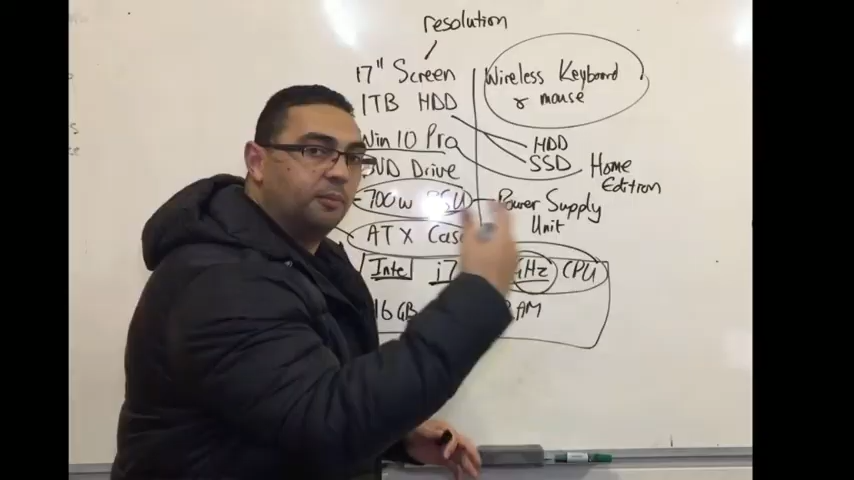 resolution
17" Screen
1TB HDD
Win 10 Pro
Drive
-700w PSU
ATX Case
Intel i7
GHz CPU
16GB
Wireless Keyboard
& mouse
HDD
SSD
Home
Edition
Power Supply
Unit